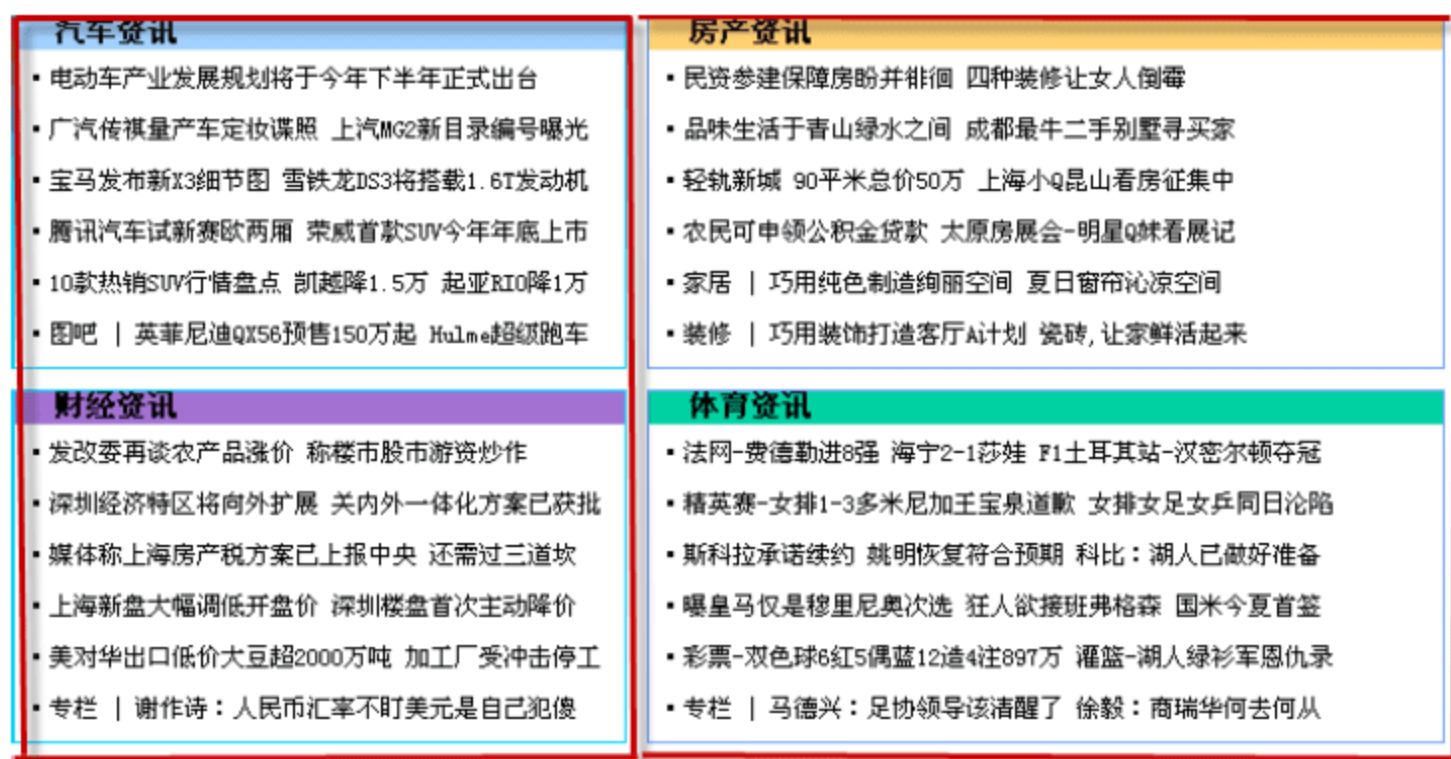 汽车资讯
▪ 电动车产业发展规划将于今年下半年正式出台
▪ 广汽传祺量产车定妆谍照 上汽MG2新目录编号曝光
▪ 宝马发布新X3细节图 雪铁龙DS3将搭载1.6T发动机
▪ 腾讯汽车试新赛欧两厢 荣威首款SUV今年年底上市
▪ 10款热销SUV行情盘点 凯越降1.5万 起亚RIO降1万
▪ 图吧 | 英菲尼迪QX56预售150万起 Hulme超级跑车
房产资讯
▪ 民资参建保障房盼并徘徊 四种装修让女人倒霉
▪ 品味生活于青山绿水之间 成都最牛二手别墅寻买家
▪ 轻轨新城 90平米总价50万 上海小Q昆山看房征集中
▪ 农民可申领公积金贷款 太原房展会-明星Q妹看展记
▪ 家居 | 巧用纯色制造绚丽空间 夏日窗帘沁凉空间
▪ 装修 | 巧用装饰打造客厅A计划 瓷砖,让家鲜活起来
财经资讯
▪ 发改委再谈农产品涨价 称楼市股市游资炒作
▪ 深圳经济特区将向外扩展 关内外一体化方案已获批
▪ 媒体称上海房产税方案已上报中央 还需过三道坎
▪ 上海新盘大幅调低开盘价 深圳楼盘首次主动降价
▪ 美对华出口低价大豆超2000万吨 加工厂受冲击停工
▪ 专栏 | 谢作诗：人民币汇率不盯美元是自己犯傻
体育资讯
▪ 法网-费德勒进8强 海宁2-1莎娃 F1土耳其站-汉密尔顿夺冠
▪ 精英赛-女排1-3多米尼加王宝泉道歉 女排女足女乒同日沦陷
▪ 斯科拉承诺续约 姚明恢复符合预期 科比：湖人已做好准备
▪ 曝皇马仅是穆里尼奥次选 狂人欲接班弗格森 国米今夏首签
▪ 彩票-双色球6红5偶蓝12造4注897万 灌篮-湖人绿衫军恩仇录
▪ 专栏 | 马德兴：足协领导该清醒了 徐毅：商瑞华何去何从